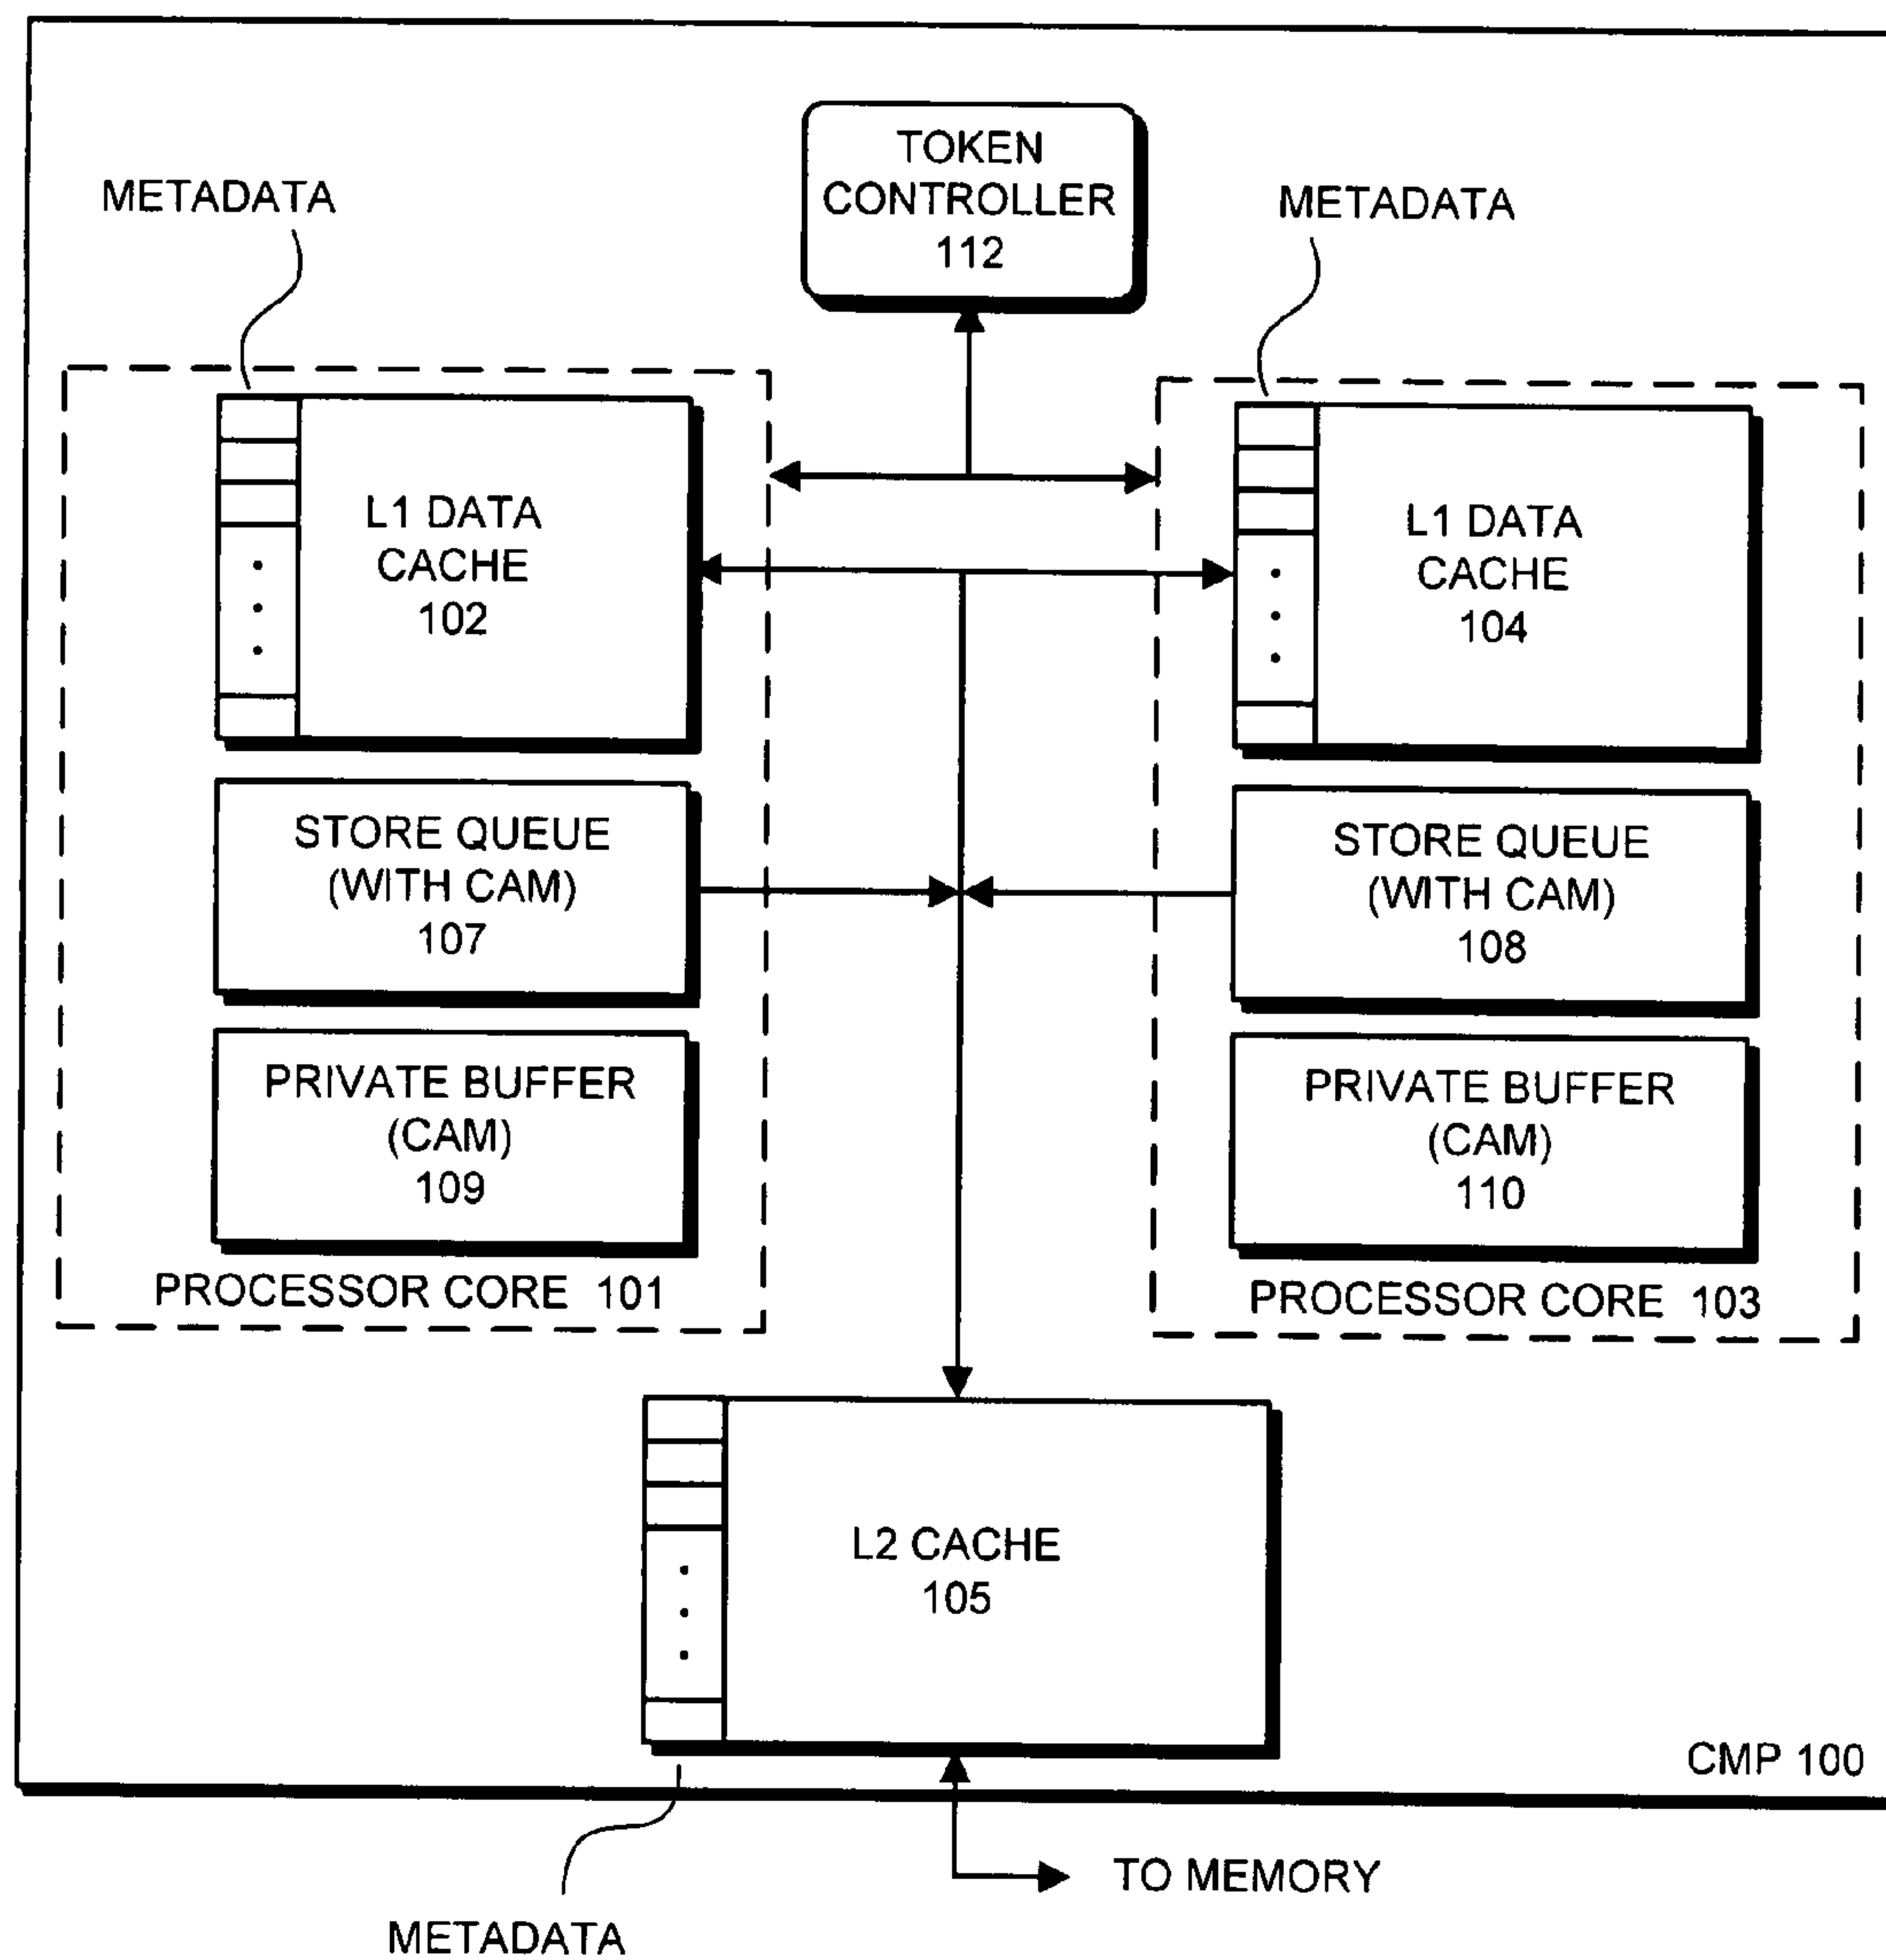 TOKEN
CONTROLLER
112
METADATA
METADATA
L1 DATA
CACHE
102
L1 DATA
CACHE
104
STORE QUEUE
(WITH CAM)
107
STORE QUEUE
(WITH CAM)
108
PRIVATE BUFFER
(CAM)
109
PRIVATE BUFFER
(CAM)
110
PROCESSOR CORE 101
PROCESSOR CORE 103
L2 CACHE
105
CMP 100
TO MEMORY
METADATA